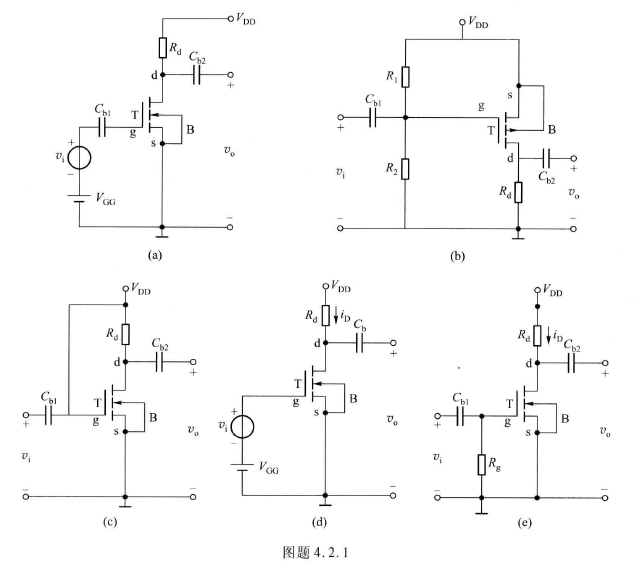 V_DD
R_d
d
C_b2
+
C_b1
T
B
g
s
+
v_i
−
V_GG
v_o
−
(a)
V_DD
R_1
s
g
C_b1
+
T
B
d
+
v_i
R_2
C_b2
R_d
v_o
−
−
(b)
V_DD
R_d
C_b2
d
+
C_b1
T
B
+
g
s
v_i
v_o
−
−
(c)
V_DD
R_d
i_D
d
C_b
+
T
B
g
s
+
v_i
−
V_GG
v_o
−
(d)
V_DD
R_d
i_D
C_b2
d
+
C_b1
T
B
+
g
s
v_i
R_g
v_o
−
−
(e)
图题 4.2.1